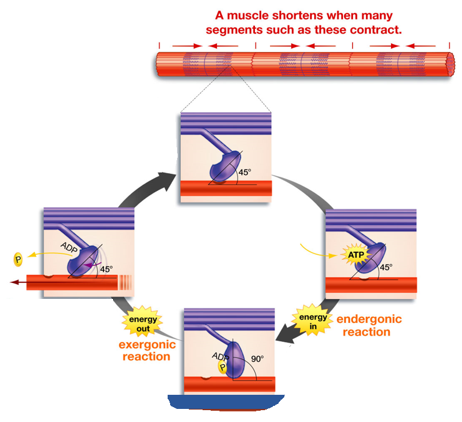 A muscle shortens when many
segments such as these contract.
45°
ADP
P
45°
ATP
45°
energy
out
exergonic
reaction
energy
in
endergonic
reaction
ADP
P
90°